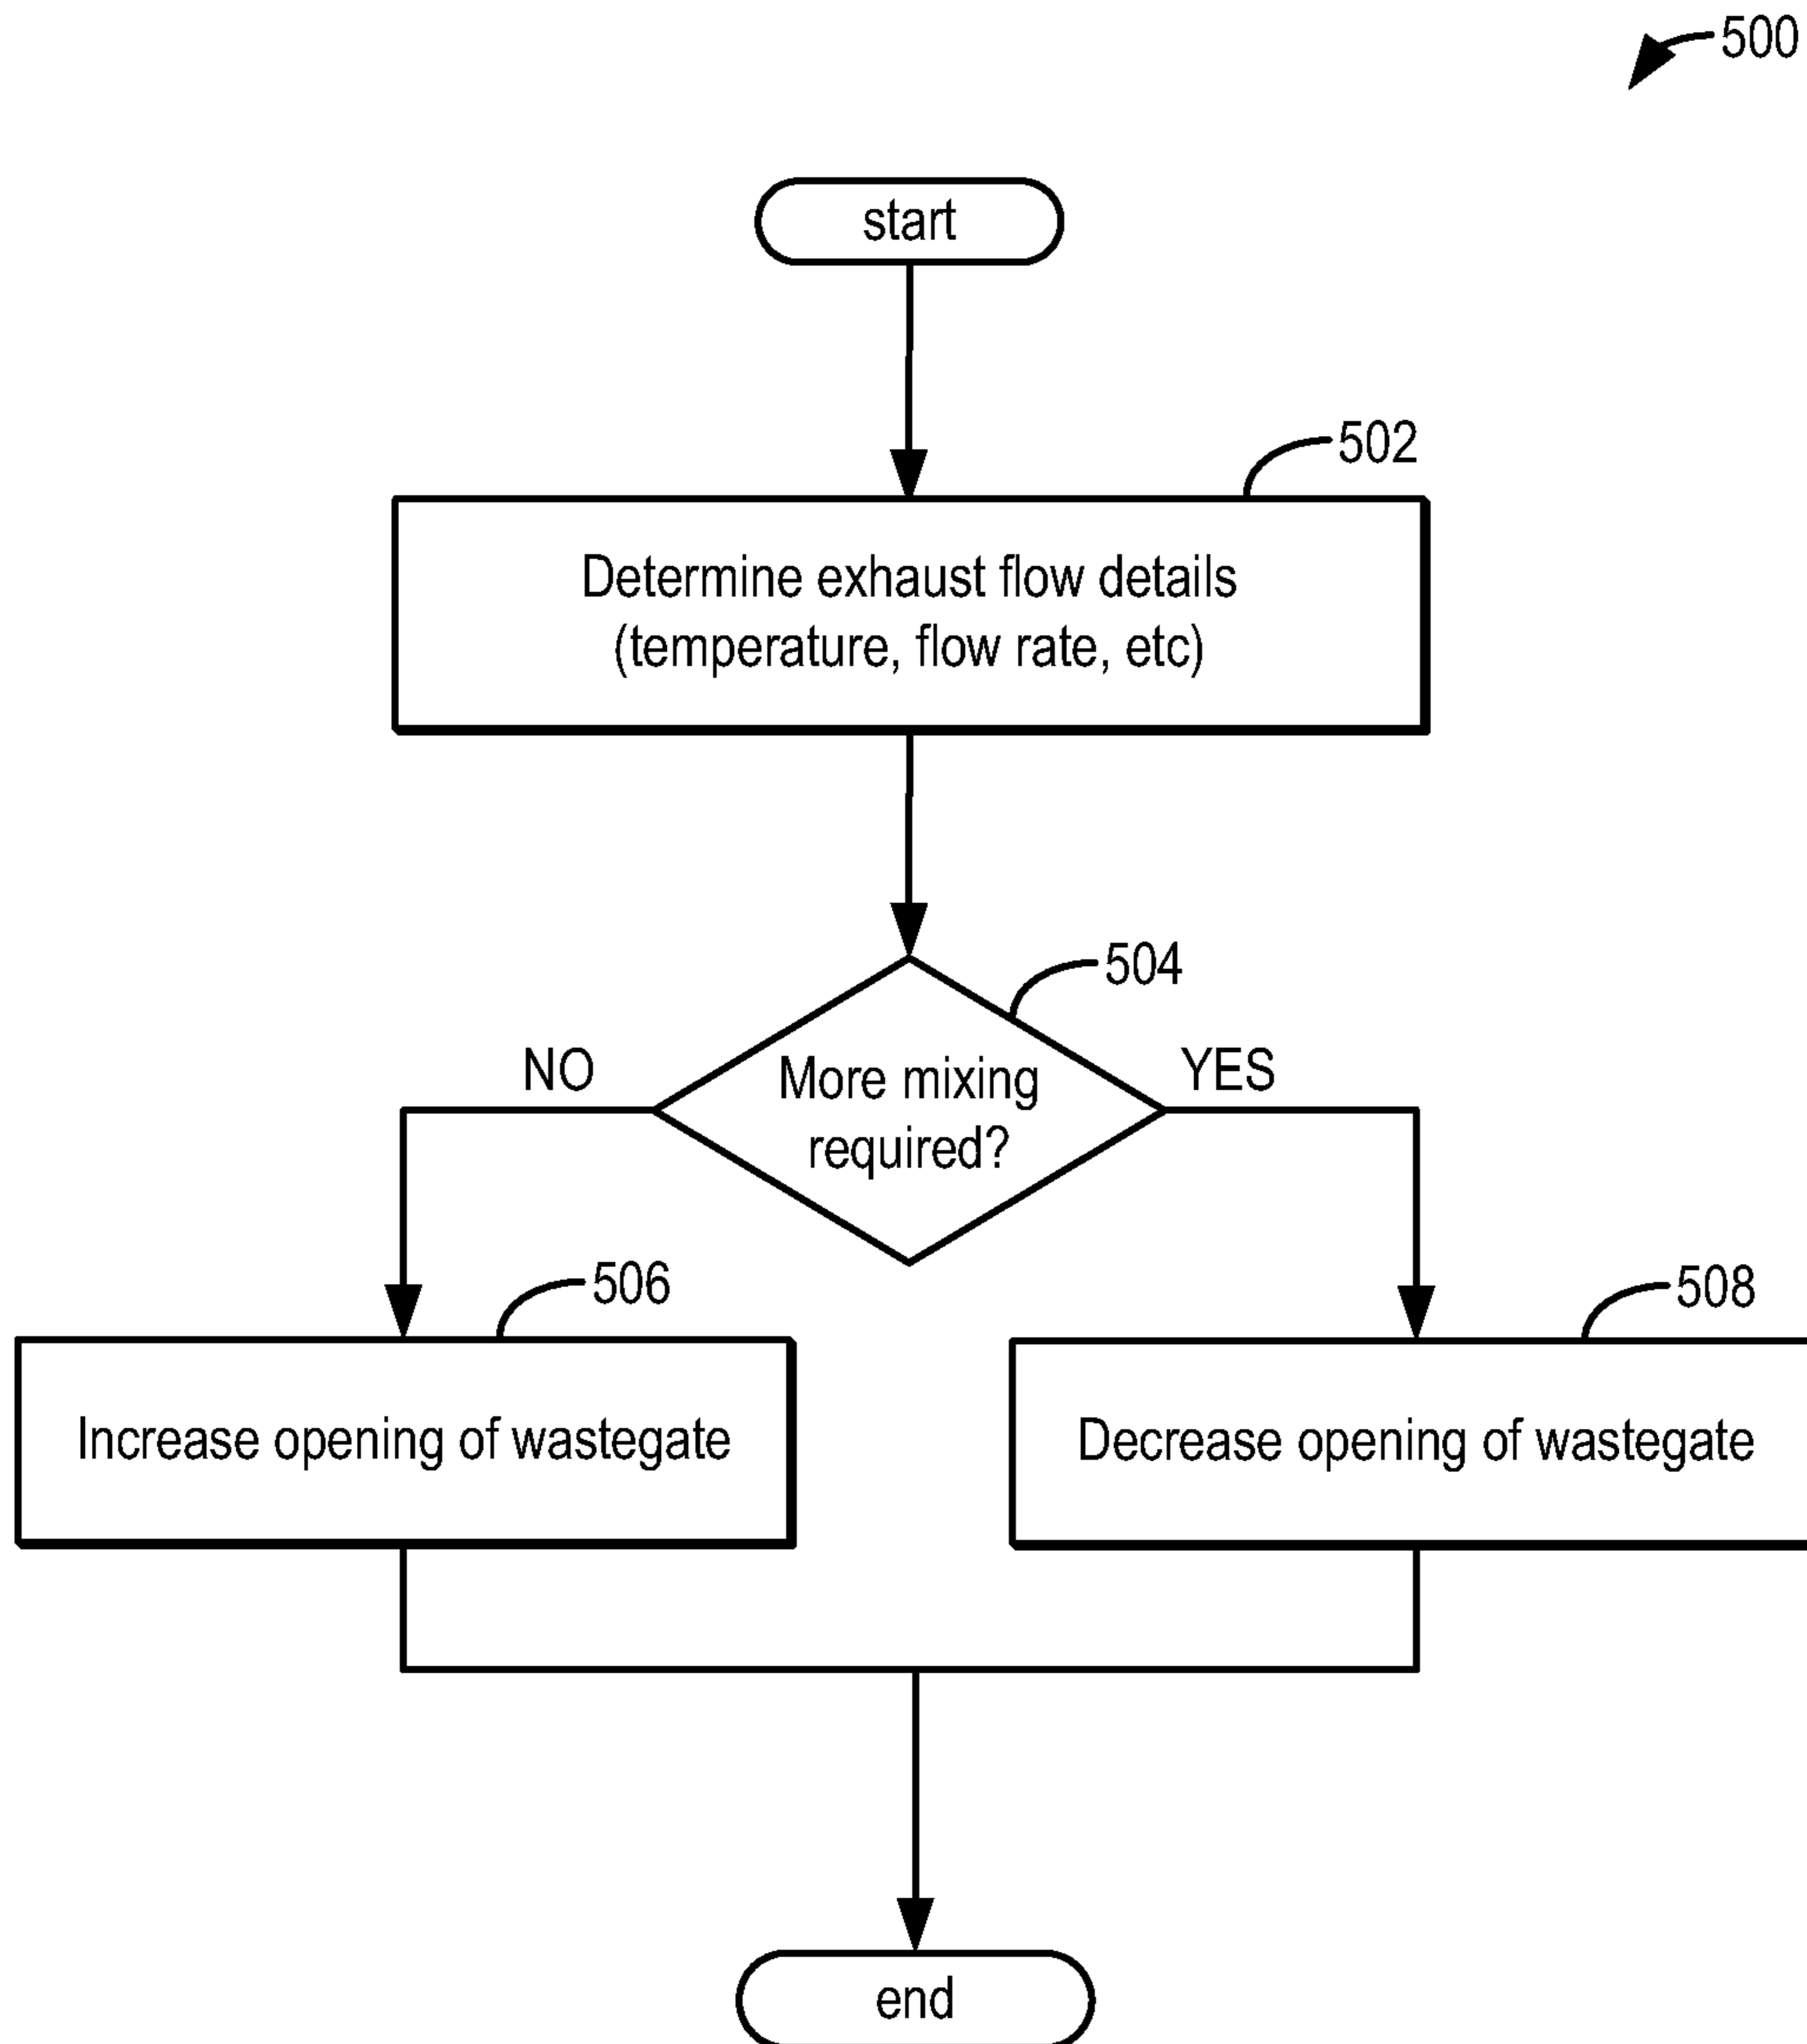 500
start
502
Determine exhaust flow details
(temperature, flow rate, etc)
504
NO
YES
More mixing
required?
506
508
Increase opening of wastegate
Decrease opening of wastegate
end